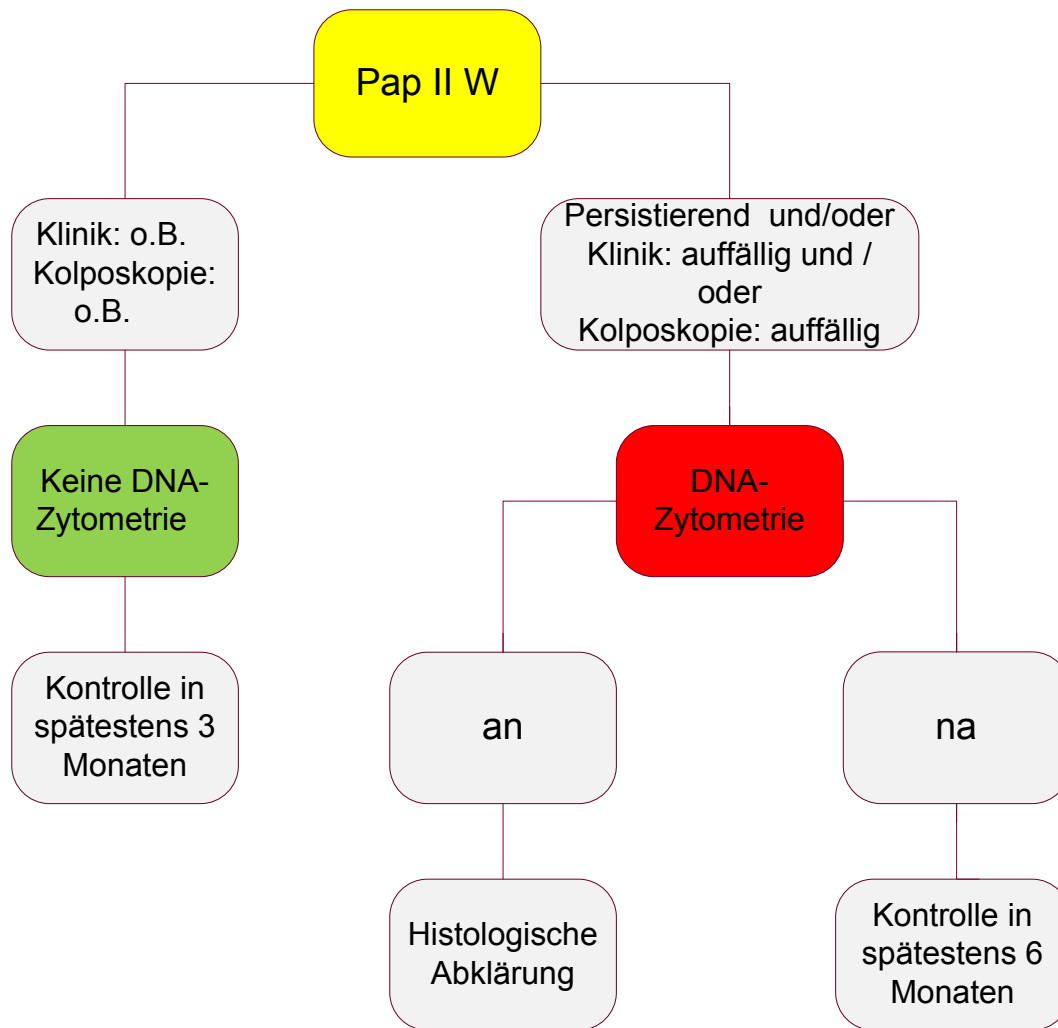 Pap II W
Klinik: o.B.
Kolposkopie:
o.B.
Persistierend und/oder
Klinik: auffällig und /
oder
Kolposkopie: auffällig
Keine DNA-
Zytometrie
DNA-
Zytometrie
Kontrolle in
spätestens 3
Monaten
an
na
Histologische
Abklärung
Kontrolle in
spätestens 6
Monaten